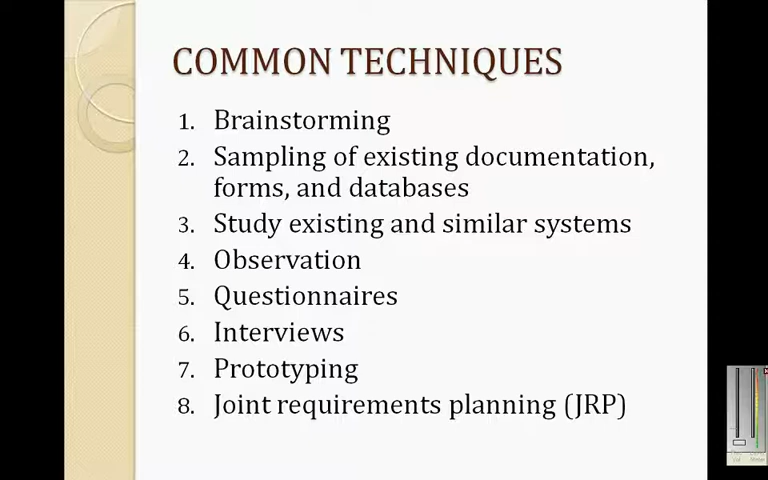 COMMON TECHNIQUES
1. Brainstorming
2. Sampling of existing documentation,
forms, and databases
3. Study existing and similar systems
4. Observation
5. Questionnaires
6. Interviews
7. Prototyping
8. Joint requirements planning (JRP)